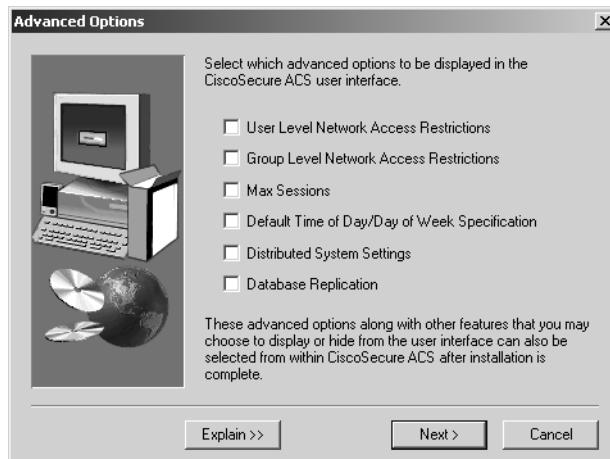 Advanced Options
Select which advanced options to be displayed in the
CiscoSecure ACS user interface.
User Level Network Access Restrictions
Group Level Network Access Restrictions
Max Sessions
Default Time of Day/Day of Week Specification
Distributed System Settings
Database Replication
These advanced options along with other features that you may
choose to display or hide from the user interface can also be
selected from within CiscoSecure ACS after installation is
complete.
Explain >>
Next >
Cancel